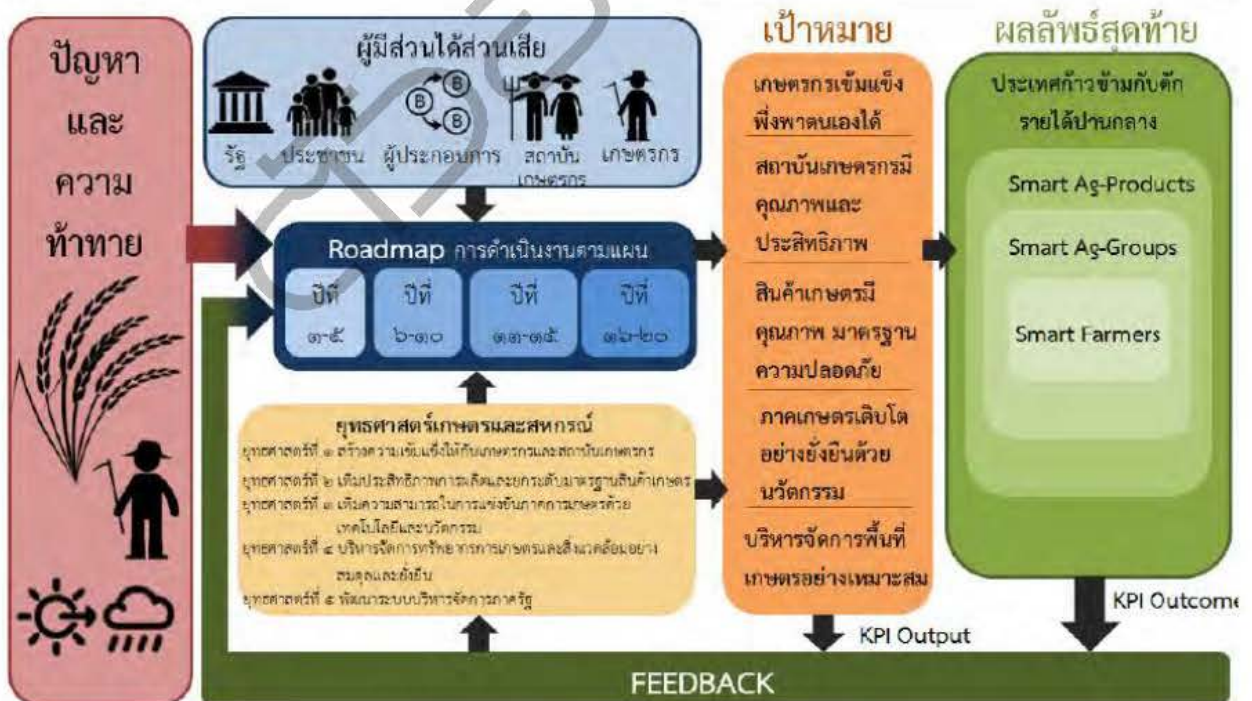 ปัญหา
และ
ความ
ท้าทาย
ผู้มีส่วนได้ส่วนเสีย
รัฐ
ประชาชน
ผู้ประกอบการ
สถาบัน
เกษตรกร
เกษตรกร
B
B
B
Roadmap การดำเนินงานตามแผน
ปีที่
๑-๕
ปีที่
๖-๑๐
ปีที่
๑๑-๑๕
ปีที่
๑๖-๒๐
ยุทธศาสตร์เกษตรและสหกรณ์
ยุทธศาสตร์ที่ ๑ สร้างความเข้มแข็งให้กับเกษตรกรและสถาบันเกษตรกร
ยุทธศาสตร์ที่ ๒ เพิ่มประสิทธิภาพการผลิตและยกระดับมาตรฐานสินค้าเกษตร
ยุทธศาสตร์ที่ ๓ เพิ่มความสามารถในการแข่งขันภาคการเกษตรด้วย
เทคโนโลยีและนวัตกรรม
ยุทธศาสตร์ที่ ๔ บริหารจัดการทรัพยากรการเกษตรและสิ่งแวดล้อมอย่าง
สมดุลและยั่งยืน
ยุทธศาสตร์ที่ ๕ พัฒนาระบบบริหารจัดการภาครัฐ
เป้าหมาย
เกษตรกรเข้มแข็ง
พึ่งพาตนเองได้
สถาบันเกษตรกรมี
คุณภาพและ
ประสิทธิภาพ
สินค้าเกษตรมี
คุณภาพ มาตรฐาน
ความปลอดภัย
ภาคเกษตรเติบโต
อย่างยั่งยืนด้วย
นวัตกรรม
บริหารจัดการพื้นที่
เกษตรอย่างเหมาะสม
ผลลัพธ์สุดท้าย
ประเทศก้าวข้ามกับดัก
รายได้ปานกลาง
Smart Ag-Products
Smart Ag-Groups
Smart Farmers
KPI Output
KPI Outcome
FEEDBACK